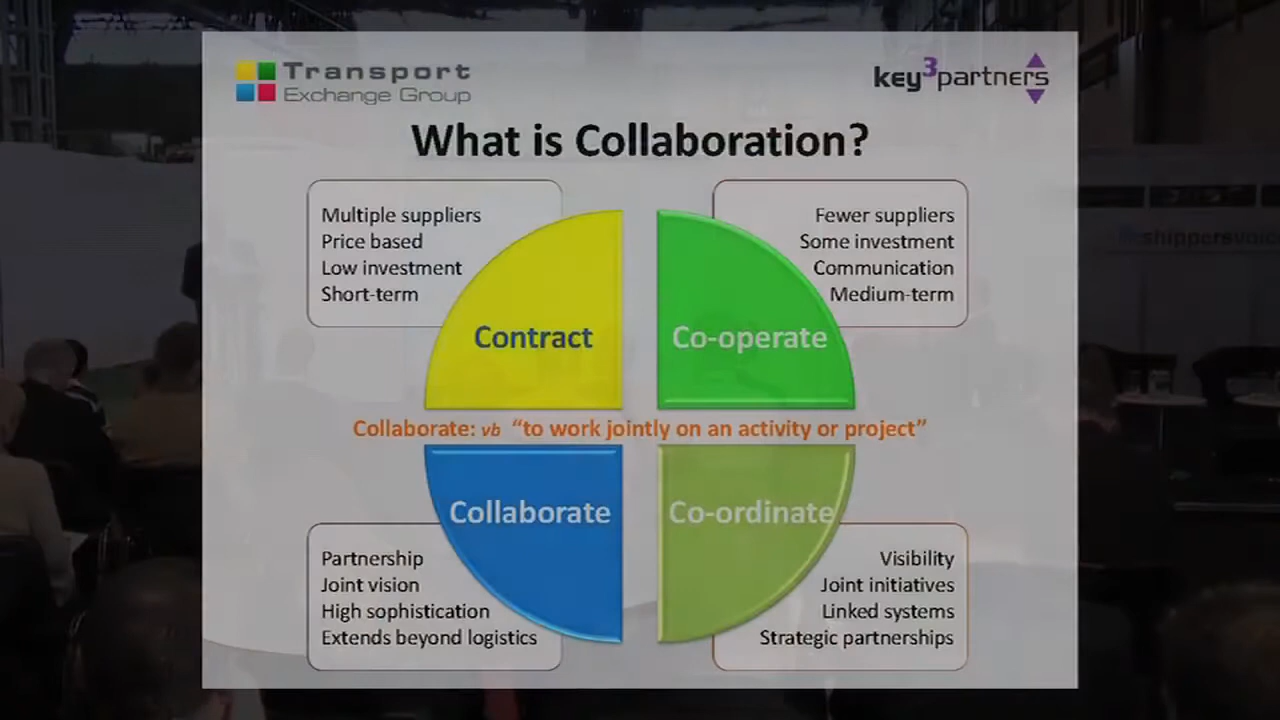 Transport
Exchange Group
key3partners
What is Collaboration?
Multiple suppliers
Price based
Low investment
Short-term
Fewer suppliers
Some investment
Communication
Medium-term
Contract
Co-operate
Collaborate: vb “to work jointly on an activity or project”
Collaborate
Co-ordinate
Partnership
Joint vision
High sophistication
Extends beyond logistics
Visibility
Joint initiatives
Linked systems
Strategic partnerships